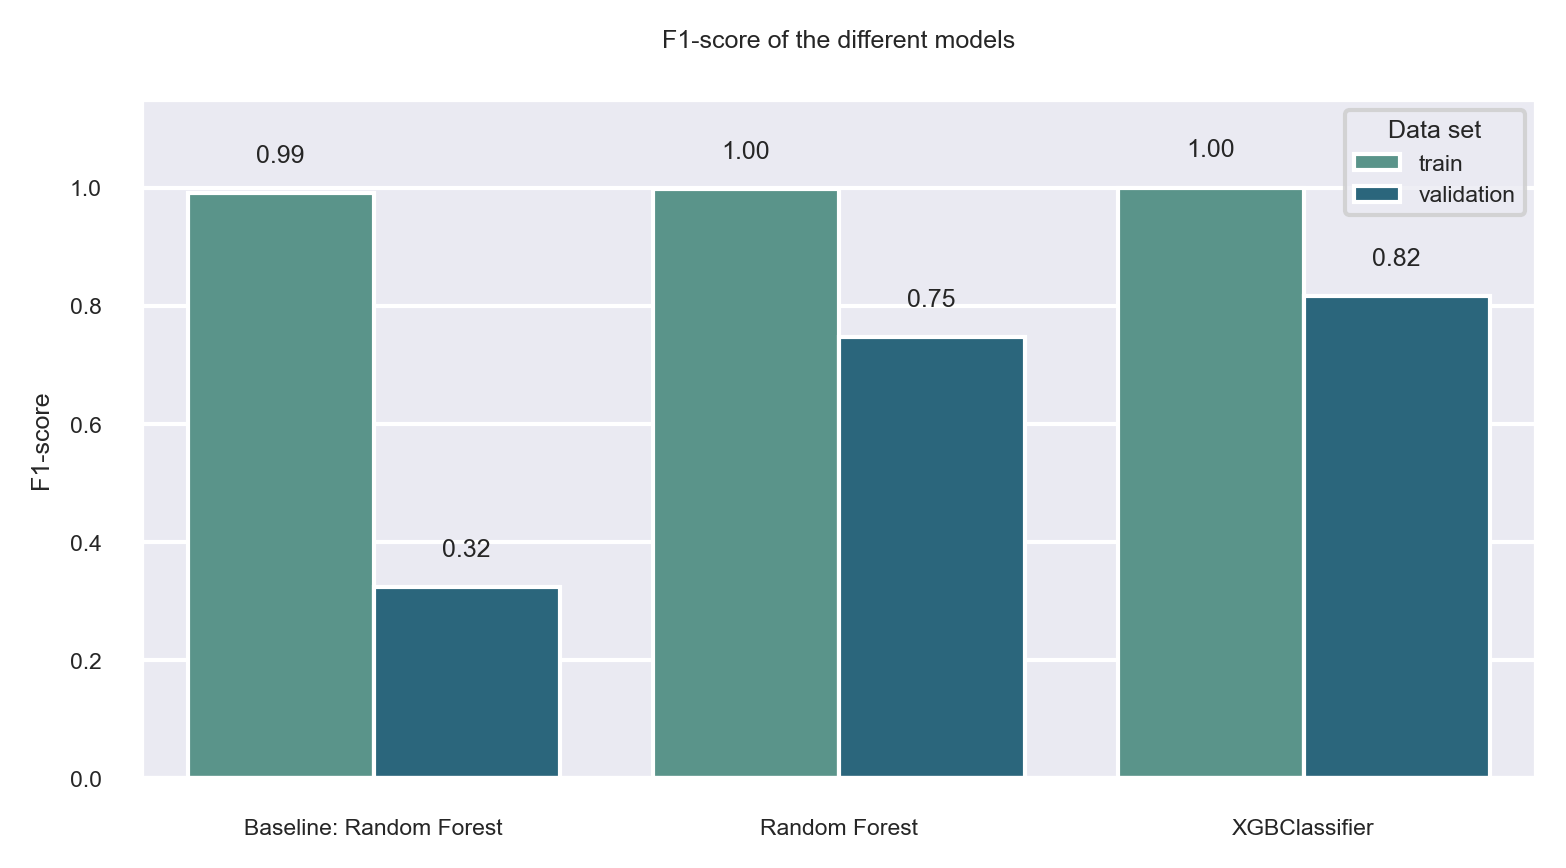 F1-score of the different models
0.99
1.00
1.00
Data set
train
validation
0.82
0.75
0.32
1.0
0.8
0.6
0.4
0.2
0.0
F1-score
Baseline: Random Forest
Random Forest
XGBClassifier